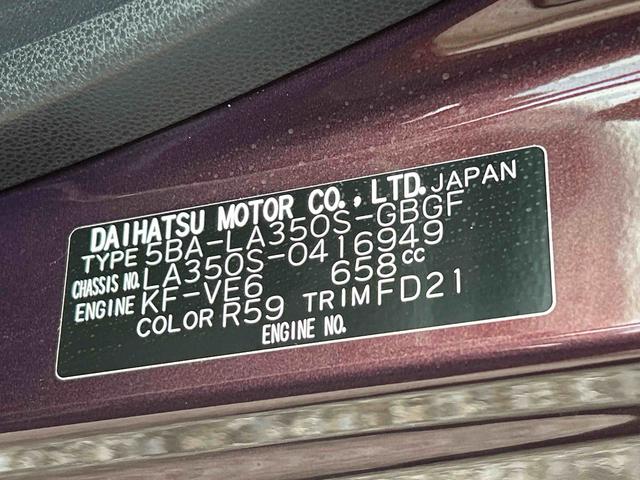 DAIHATSU MOTOR CO., LTD. JAPAN
TYPE 5BA-LA350S-GBGF
CHASSIS NO. LA350S-0416949
ENGINE KF-VE6 658cc
COLOR R59 TRIM FD21
ENGINE NO.